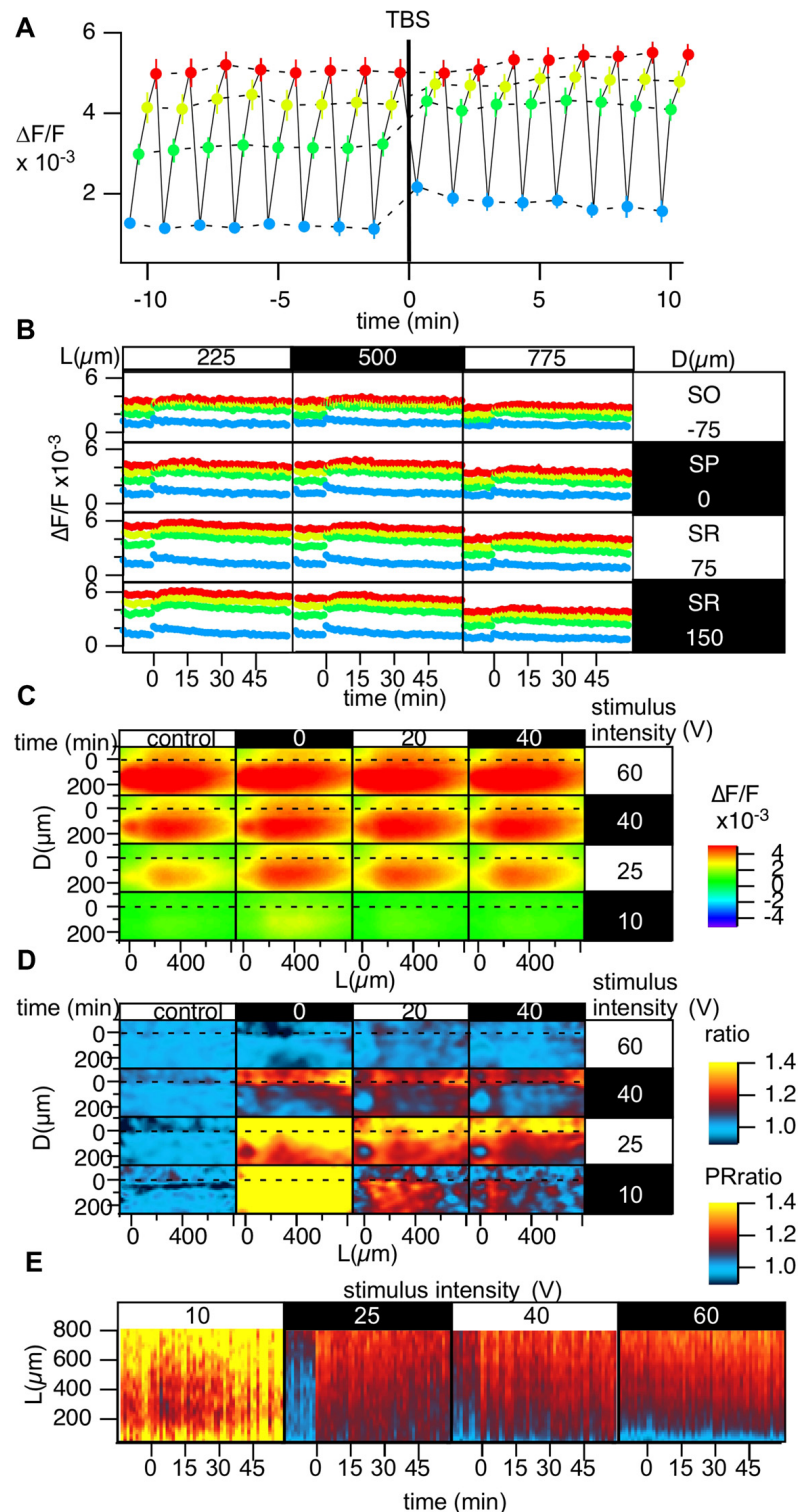 A
TBS
6
4
2
ΔF/F
x 10-3
-10 -5 0 5 10
time (min)
B
L(µm) 225 500 775 D(µm)
6
0
SO
-75
6
0
SP
0
6
0
SR
75
6
0
SR
150
ΔF/F x10-3
0 15 30 45 0 15 30 45 0 15 30 45
time (min)
C
stimulus
intensity (V)
time (min) control 0 20 40
0
200
60
0
200
40
0
200
25
0
200
10
D(µm)
0 400 0 400 0 400 0 400
L(µm)
ΔF/F
x10-3
4
2
0
-2
-4
D
stimulus
intensity (V)
time (min) control 0 20 40
0
200
60
0
200
40
0
200
25
0
200
10
D(µm)
0 400 0 400 0 400 0 400
L(µm)
ratio
1.4
1.2
1.0
PRratio
1.4
1.2
1.0
E
stimulus intensity (V)
10 25 40 60
800
600
400
200
L(µm)
0 15 30 45 0 15 30 45 0 15 30 45 0 15 30 45
time (min)